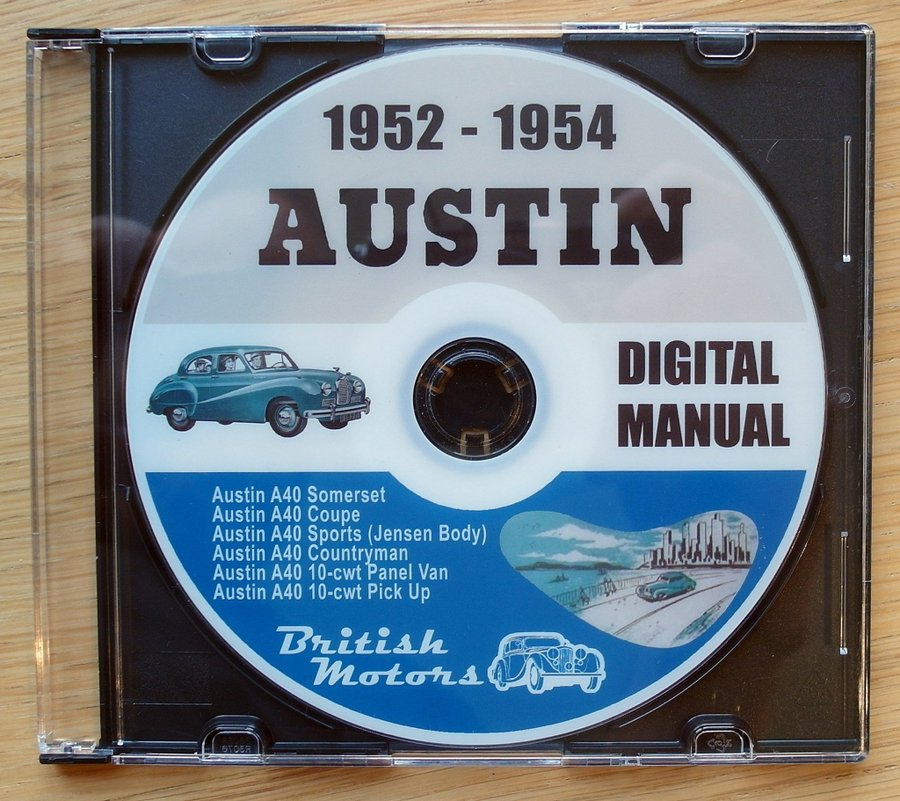 1952 - 1954
AUSTIN
DIGITAL
MANUAL
Austin A40 Somerset
Austin A40 Coupe
Austin A40 Sports (Jensen Body)
Austin A40 Countryman
Austin A40 10-cwt Panel Van
Austin A40 10-cwt Pick Up
British
Motors